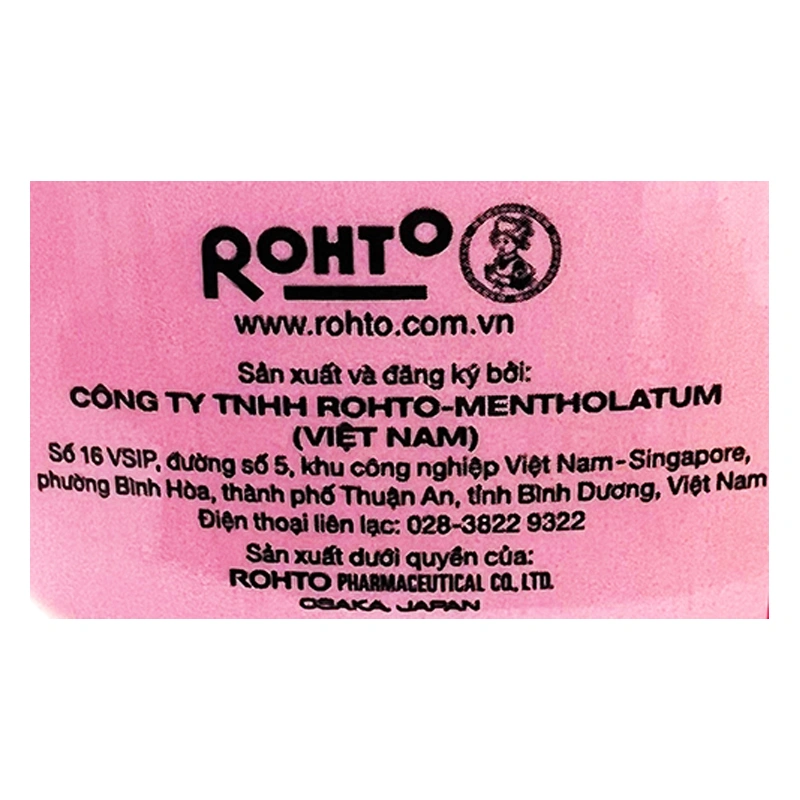 ROHTO
www.rohto.com.vn
Sản xuất và đăng ký bởi:
CÔNG TY TNHH ROHTO-MENTHOLATUM
(VIỆT NAM)
Số 16 VSIP, đường số 5, khu công nghiệp Việt Nam-Singapore,
phường Bình Hòa, thành phố Thuận An, tỉnh Bình Dương, Việt Nam
Điện thoại liên lạc: 028-3822 9322
Sản xuất dưới quyền của:
ROHTO PHARMACEUTICAL CO., LTD.
OSAKA, JAPAN